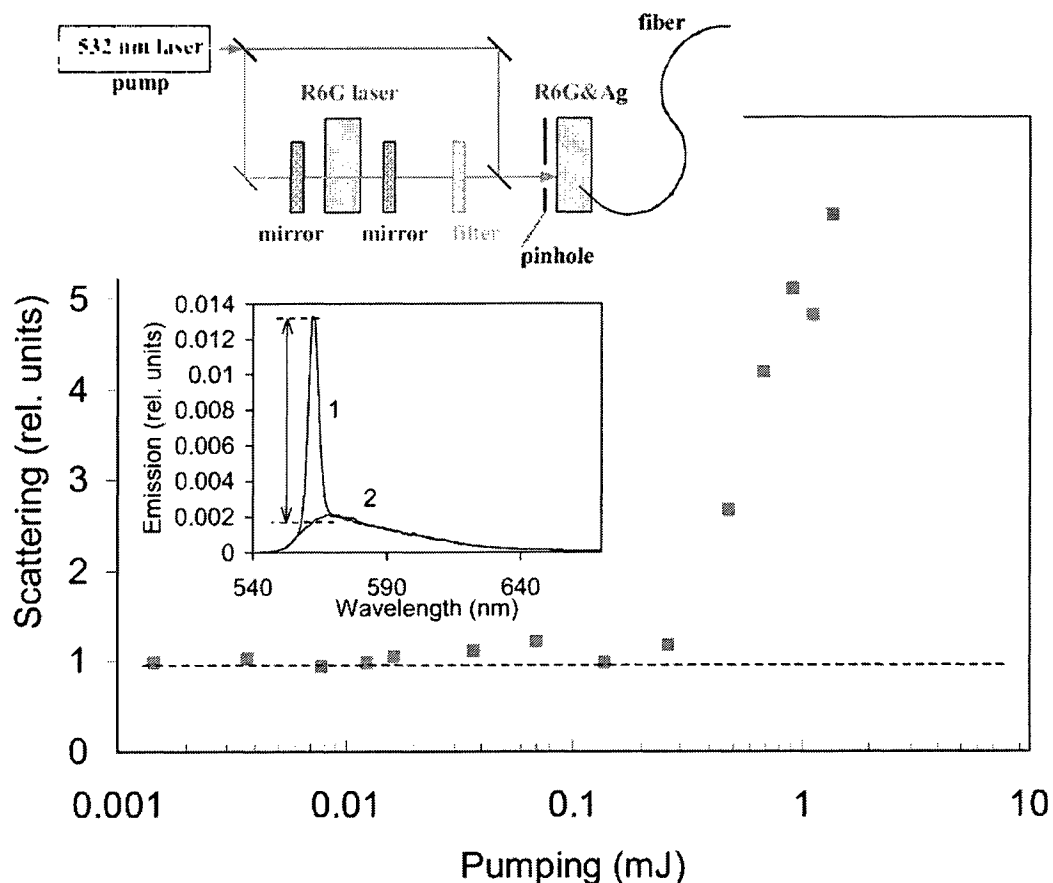 fiber
532 nm laser
pump
R6G laser
R6G&Ag
mirror
mirror
filter
pinhole
Scattering (rel. units)
5
4
3
2
1
0
Emission (rel. units)
0.014
0.012
0.01
0.008
0.006
0.004
0.002
0
1
2
540
590
640
Wavelength (nm)
0.001
0.01
0.1
1
10
Pumping (mJ)